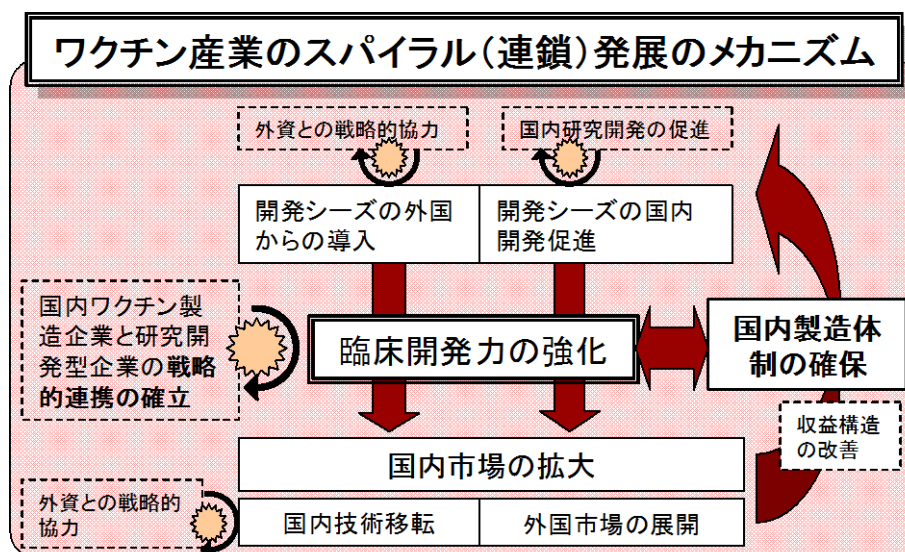 ワクチン産業のスパイラル（連鎖）発展のメカニズム
外資との戦略的協力
国内研究開発の促進
開発シーズの外国
からの導入
開発シーズの国内
開発促進
国内ワクチン製
造企業と研究開
発型企業の戦略
的連携の確立
臨床開発力の強化
国内製造体
制の確保
収益構造
の改善
国内市場の拡大
外資との戦略的
協力
国内技術移転
外国市場の展開